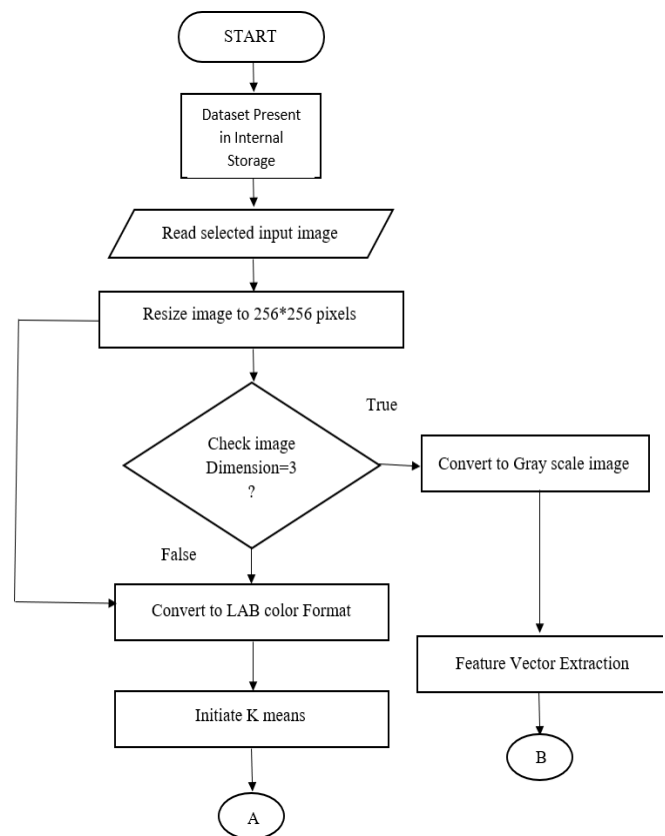 START
Dataset Present
in Internal
Storage
Read selected input image
Resize image to 256*256 pixels
True
Check image
Dimension=3
?
Convert to Gray scale image
False
Convert to LAB color Format
Feature Vector Extraction
Initiate K means
B
A